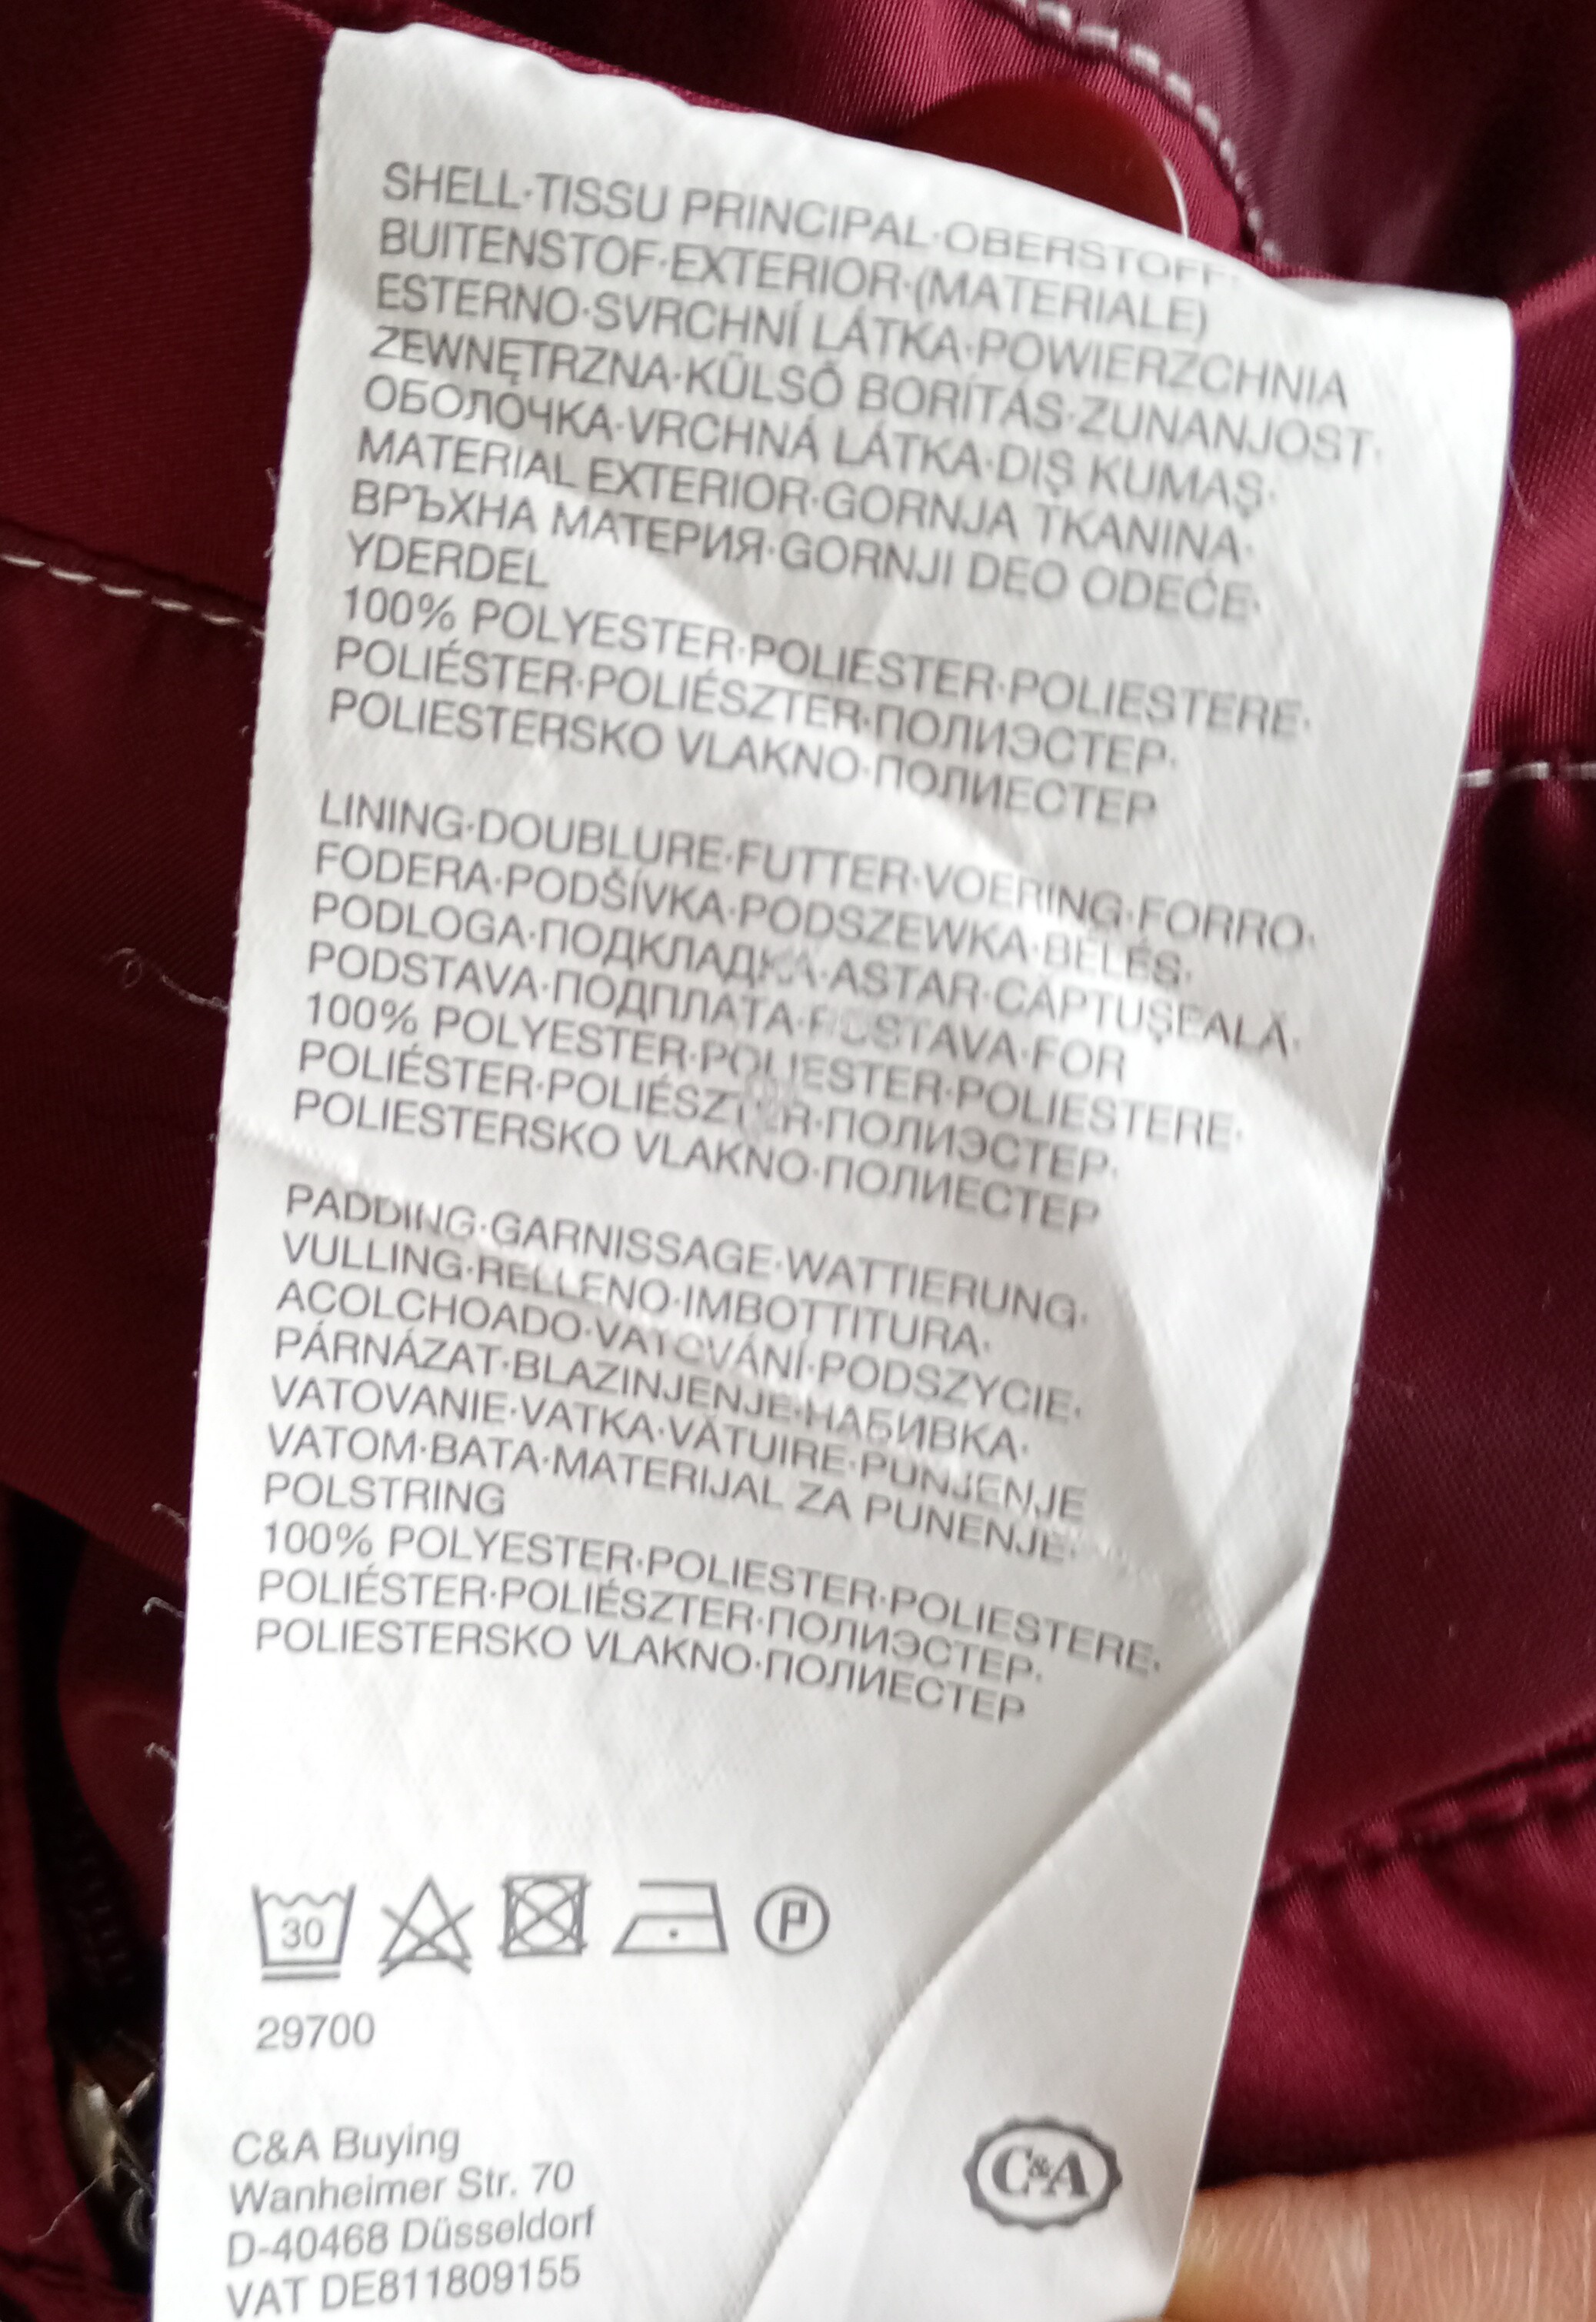 SHELL·TISSU PRINCIPAL·OBERSTOFF·
BUITENSTOF·EXTERIOR·(MATERIALE)
ESTERNO·SVRCHNÍ LÁTKA·POWIERZCHNIA
ZEWNĘTRZNA·KÜLSŐ BORÍTÁS·ZUNANJOST·
ОБОЛОЧКА·VRCHNÁ LÁTKA·DIŞ KUMAŞ·
MATERIAL EXTERIOR·GORNJA TKANINA·
ВРЪХНА МАТЕРИЯ·GORNJI DEO ODEĆE·
YDERDEL
100% POLYESTER·POLIESTER·POLIESTERE·
POLIÉSTER·POLIÉSZTER·ПОЛИЭСТЕР·
POLIESTERSKO VLAKNO·ПОЛИЕСТЕР
LINING·DOUBLURE·FUTTER·VOERING·FORRO·
FODERA·PODŠÍVKA·PODSZEWKA·BÉLÉS·
PODLOGA·ПОДКЛАДКА·ASTAR·CĂPTUŞEALĂ·
PODSTAVA·ПОДПЛАТА·POSTAVA·FOR
100% POLYESTER·POLIESTER·POLIESTERE·
POLIÉSTER·POLIÉSZTER·ПОЛИЭСТЕР·
POLIESTERSKO VLAKNO·ПОЛИЕСТЕР
PADDING·GARNISSAGE·WATTIERUNG·
VULLING·RELLENO·IMBOTTITURA·
ACOLCHOADO·VATOVÁNÍ·PODSZYCIE·
PÁRNÁZAT·BLAZINJENJE·НАБИВКА·
VATOVANIE·VATKA·VĂTUIRE·PUNJENJE
VATOM·ВАТА·MATERIJAL ZA PUNENJE·
POLSTRING
100% POLYESTER·POLIESTER·POLIESTERE·
POLIÉSTER·POLIÉSZTER·ПОЛИЭСТЕР·
POLIESTERSKO VLAKNO·ПОЛИЕСТЕР
30 P
29700
C&A Buying
Wanheimer Str. 70
D-40468 Düsseldorf
VAT DE811809155
C&A